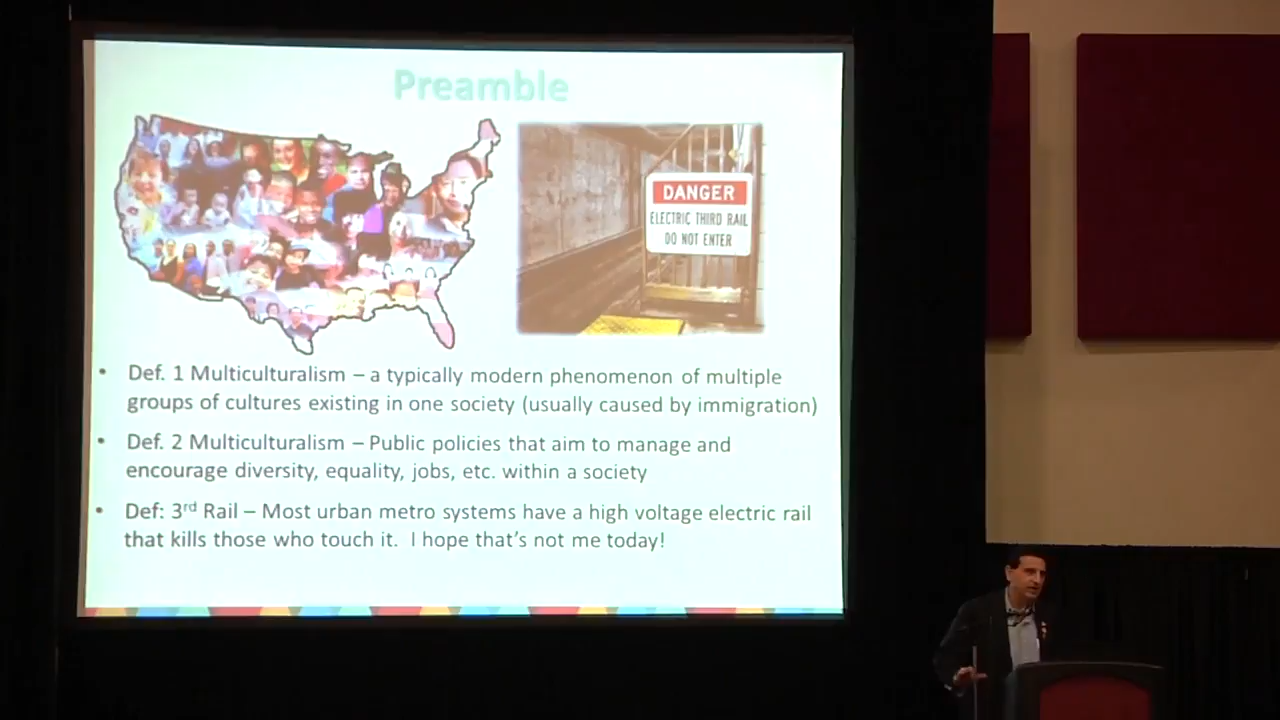 Preamble
DANGER
ELECTRIC THIRD RAIL
DO NOT ENTER
• Def. 1 Multiculturalism – a typically modern phenomenon of multiple
groups of cultures existing in one society (usually caused by immigration)
• Def. 2 Multiculturalism – Public policies that aim to manage and
encourage diversity, equality, jobs, etc. within a society
• Def: 3rd Rail – Most urban metro systems have a high voltage electric rail
that kills those who touch it.  I hope that's not me today!